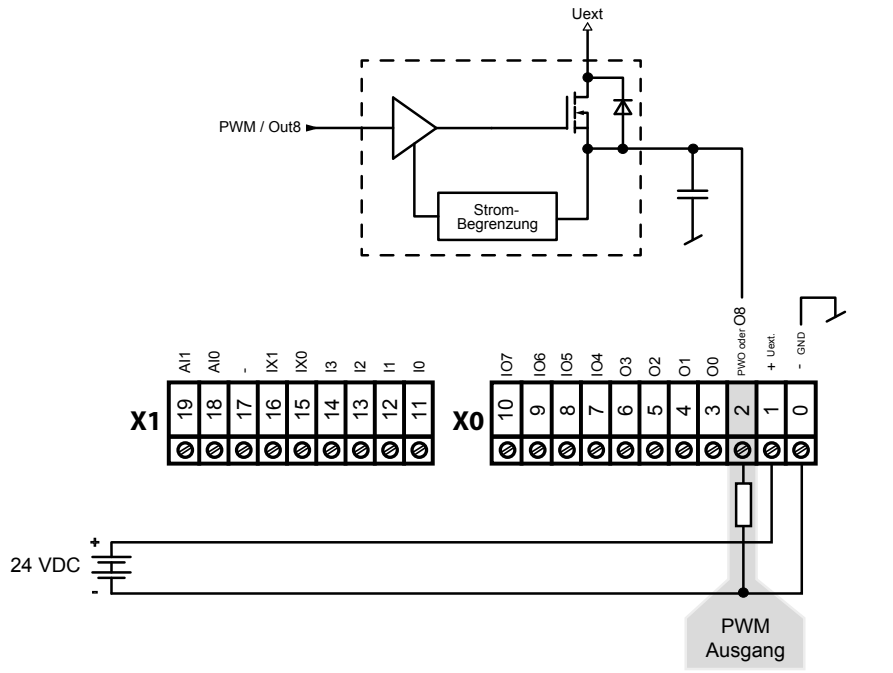 Uext
PWM / Out8
Strom-
Begrenzung
AI1
AI0
-
IX1
IX0
I3
I2
I1
I0
IO7
IO6
IO5
IO4
O3
O2
O1
O0
PWO oder O8
+ Uext.
- GND
X1
19
18
17
16
15
14
13
12
11
X0
10
9
8
7
6
5
4
3
2
1
0
+
24 VDC
-
PWM
Ausgang